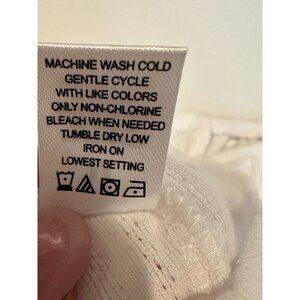 MACHINE WASH COLD
GENTLE CYCLE
WITH LIKE COLORS
ONLY NON-CHLORINE
BLEACH WHEN NEEDED
TUMBLE DRY LOW
IRON ON
LOWEST SETTING